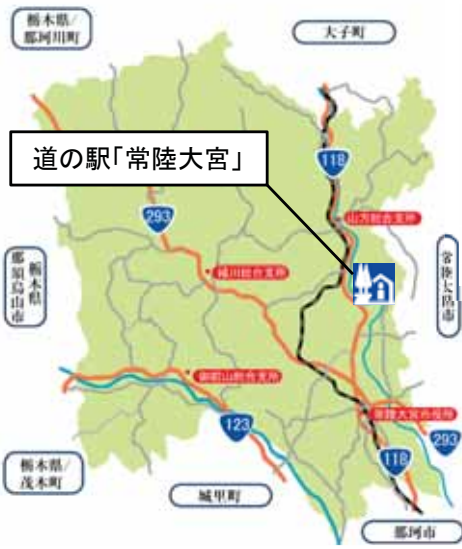 栃木県/
那珂川町
大子町
118
道の駅「常陸大宮」
293
山方総合支所
栃木県
那須烏山市
緒川総合支所
常陸太田市
御前山総合支所
常陸大宮市役所
123
293
118
栃木県/
茂木町
城里町
那珂市